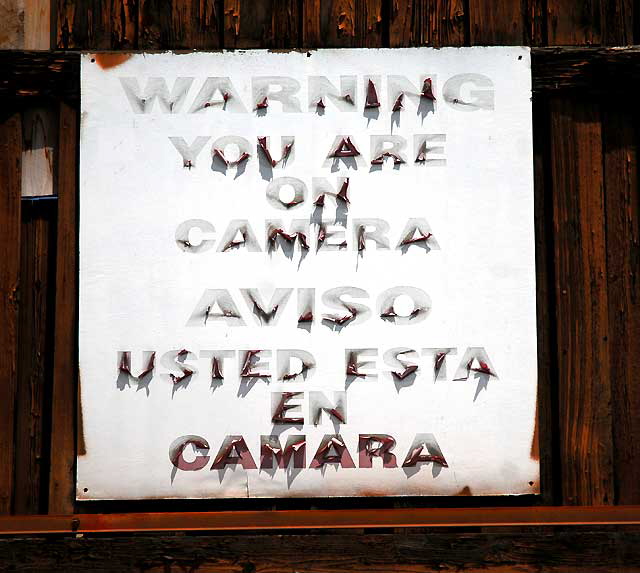 WARNING
YOU ARE
ON
CAMERA
AVISO
USTED ESTA
EN
CAMARA